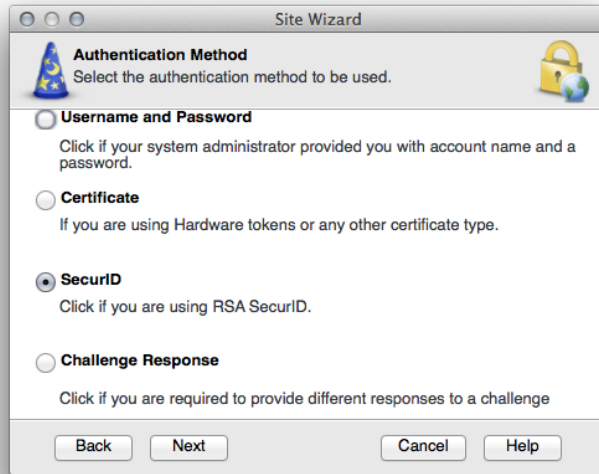 Site Wizard
Authentication Method
Select the authentication method to be used.
Username and Password
Click if your system administrator provided you with account name and a
password.
Certificate
If you are using Hardware tokens or any other certificate type.
SecurID
Click if you are using RSA SecurID.
Challenge Response
Click if you are required to provide different responses to a challenge
Back Next Cancel Help